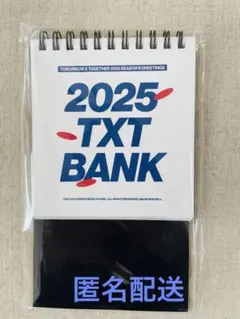 TOMORROW X TOGETHER 2025 SEASON'S GREETINGS
2025
TXT
BANK
匿名配送